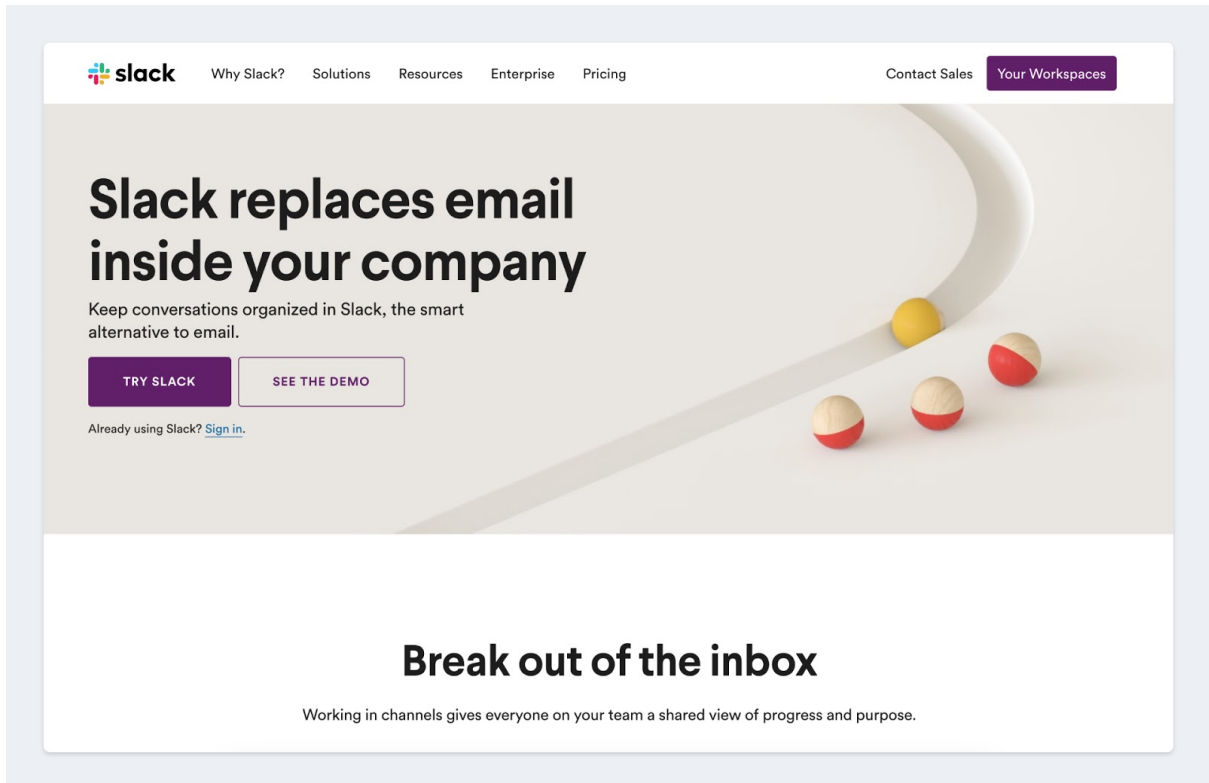 slack
Why Slack?
Solutions
Resources
Enterprise
Pricing
Contact Sales
Your Workspaces
Slack replaces email
inside your company
Keep conversations organized in Slack, the smart
alternative to email.
TRY SLACK
SEE THE DEMO
Already using Slack? Sign in.
Break out of the inbox
Working in channels gives everyone on your team a shared view of progress and purpose.